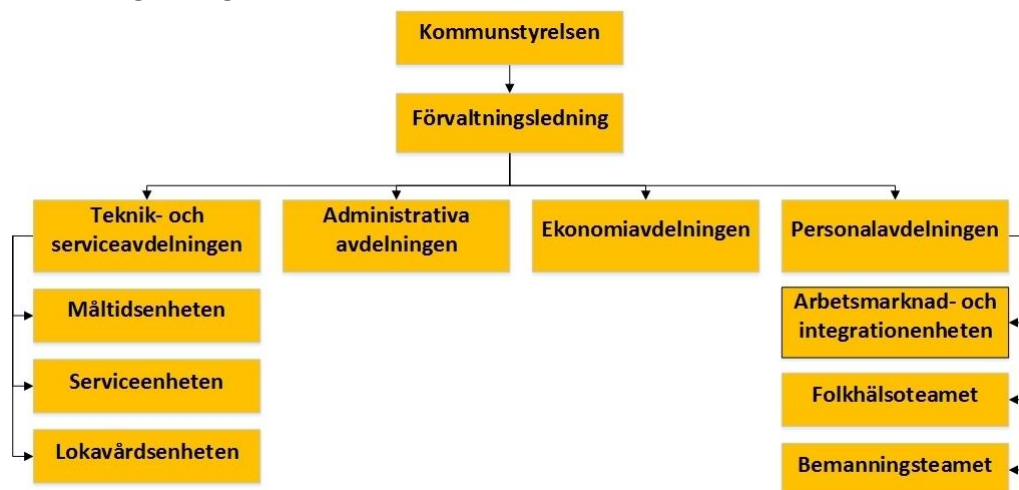 Kommunstyrelsen
Förvaltningsledning
Teknik- och
serviceavdelningen
Administrativa
avdelningen
Ekonomiavdelningen
Personalavdelningen
Måltidsenheten
Serviceenheten
Lokavårdsenheten
Arbetsmarknad- och
integrationenheten
Folkhälsoteamet
Bemanningsteamet